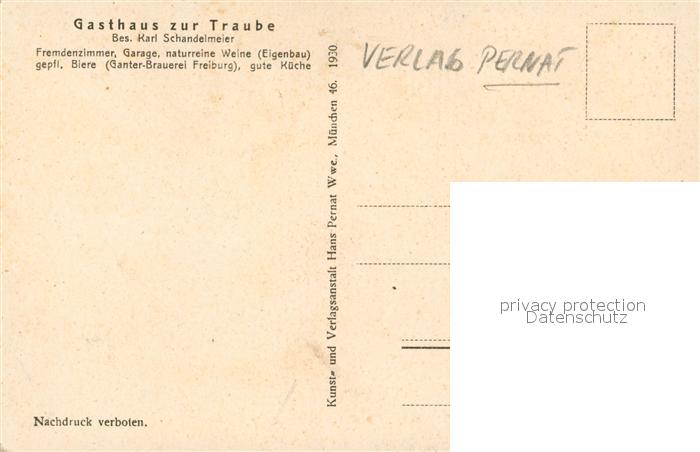 Gasthaus zur Traube
Bes. Karl Schandelmeier
Fremdenzimmer, Garage, naturreine Weine (Eigenbau)
gepfl. Biere (Ganter-Brauerei Freiburg), gute Küche
Nachdruck verboten.
Kunst- und Verlagsanstalt Hans Pernat Wwe., München 46. 1930.
VERLAG PERNAT
privacy protection
Datenschutz